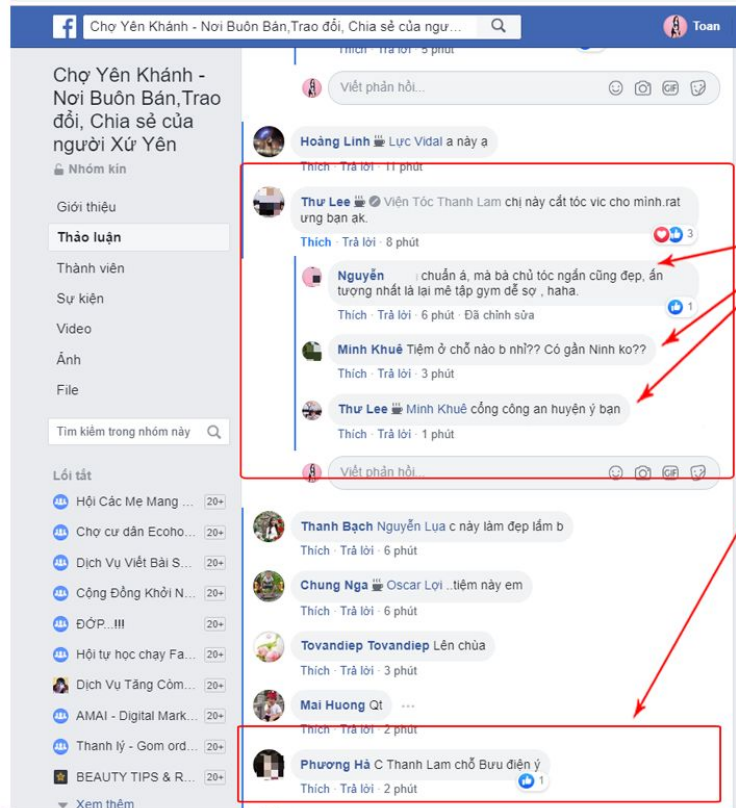 f Chợ Yên Khánh - Nơi Buôn Bán,Trao đổi, Chia sẻ của ngư...
Toan
Chợ Yên Khánh -
Nơi Buôn Bán,Trao
đổi, Chia sẻ của
người Xứ Yên
Nhóm kín
Giới thiệu
Thảo luận
Thành viên
Sự kiện
Video
Ảnh
File
Tìm kiếm trong nhóm này
Lối tắt
Hội Các Mẹ Mang ... 20+
Chợ cư dân Ecoho... 20+
Dịch Vụ Viết Bài S... 20+
Cộng Đồng Khởi N... 20+
ĐỚP...!!! 20+
Hội tự học chạy Fa... 20+
Dịch Vụ Tăng Còm... 20+
AMAI - Digital Mark... 20+
Thanh lý - Gom ord... 20+
BEAUTY TIPS & R... 20+
Xem thêm
Thích · Trả lời · 5 phút
Viết phản hồi...
GIF
Hoàng Linh Lực Vidal a này ạ
Thích · Trả lời · 11 phút
Thư Lee Viện Tóc Thanh Lam chị này cắt tóc vic cho mình.rat
ưng bạn ak.
3
Thích · Trả lời · 8 phút
Nguyễn chuẩn á, mà bà chủ tóc ngắn cũng đẹp, ấn
tượng nhất là lại mê tập gym dễ sợ , haha.
1
Thích · Trả lời · 6 phút · Đã chỉnh sửa
Minh Khuê Tiệm ở chỗ nào b nhỉ?? Có gần Ninh ko??
Thích · Trả lời · 3 phút
Thư Lee Minh Khuê cổng công an huyện ý bạn
Thích · Trả lời · 1 phút
Viết phản hồi...
GIF
Thanh Bạch Nguyễn Lụa c này làm đẹp lắm b
Thích · Trả lời · 6 phút
Chung Nga Oscar Lợi ..tiệm này em
Thích · Trả lời · 6 phút
Tovandiep Tovandiep Lên chùa
Thích · Trả lời · 3 phút
Mai Huong Qt
Thích · Trả lời · 2 phút
Phương Hà C Thanh Lam chỗ Bưu điện ý
1
Thích · Trả lời · 2 phút